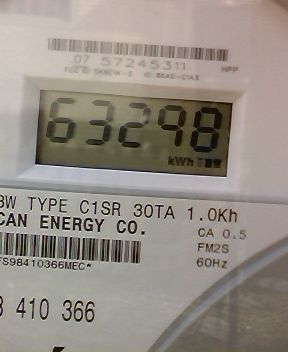 07 57245311 HPP
63298
kWh
3W TYPE C1SR 30TA 1.0Kh
CAN ENERGY CO.
CA 0.5
FM2S
FS98410366MEC*
60Hz
410 366